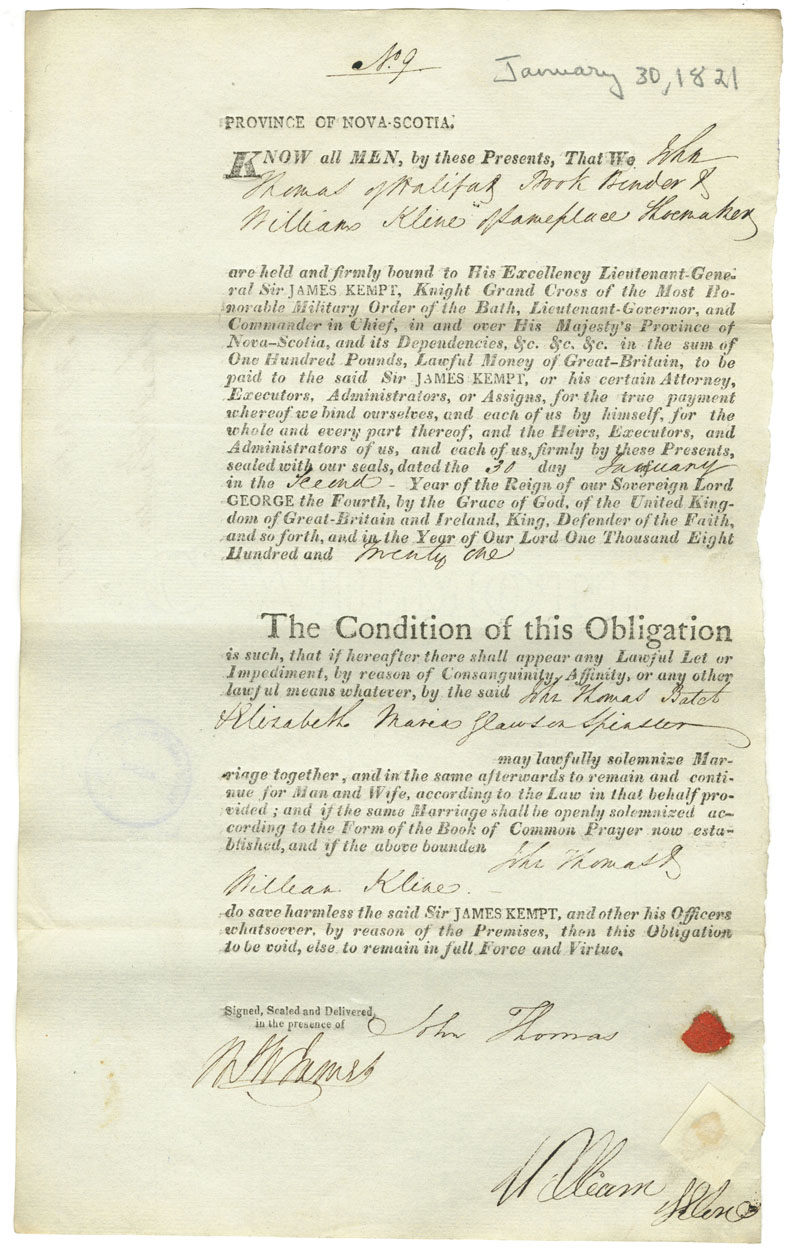 No. 9
January 30, 1821
PROVINCE OF NOVA-SCOTIA.
KNOW all MEN, by these Presents, That We John
Thomas of Halifax Book Binder &
William Kline of same place Shoemaker
are held and firmly bound to His Excellency Lieutenant-Gene-
ral Sir JAMES KEMPT, Knight Grand Cross of the Most Ho-
norable Military Order of the Bath, Lieutenant-Governor, and
Commander in Chief, in and over His Majesty's Province of
Nova-Scotia, and its Dependencies, &c. &c. &c. in the sum of
One Hundred Pounds, Lawful Money of Great-Britain, to be
paid to the said Sir JAMES KEMPT, or his certain Attorney,
Executors, Administrators, or Assigns, for the true payment
whereof we bind ourselves, and each of us by himself, for the
whole and every part thereof, and the Heirs, Executors, and
Administrators of us, and each of us, firmly by these Presents,
sealed with our seals, dated the 30 day January
in the Second - Year of the Reign of our Sovereign Lord
GEORGE the Fourth, by the Grace of God, of the United King-
dom of Great-Britain and Ireland, King, Defender of the Faith,
and so forth, and in the Year of Our Lord One Thousand Eight
Hundred and Twenty one
The Condition of this Obligation
is such, that if hereafter there shall appear any Lawful Let or
Impediment, by reason of Consanguinity, Affinity, or any other
lawful means whatever, by the said John Thomas Batch
& Elizabeth Maria Spinster
may lawfully solemnize Mar-
riage together, and in the same afterwards to remain and conti-
nue for Man and Wife, according to the Law in that behalf pro-
vided; and if the same Marriage shall be openly solemnized ac-
cording to the Form of the Book of Common Prayer now esta-
blished, and if the above bounden John Thomas &
William Kline. -
do save harmless the said Sir JAMES KEMPT, and other his Officers
whatsoever, by reason of the Premises, then this Obligation
to be void, else to remain in full Force and Virtue.
Signed, Sealed and Delivered,
in the presence of
John Thomas
William Kline